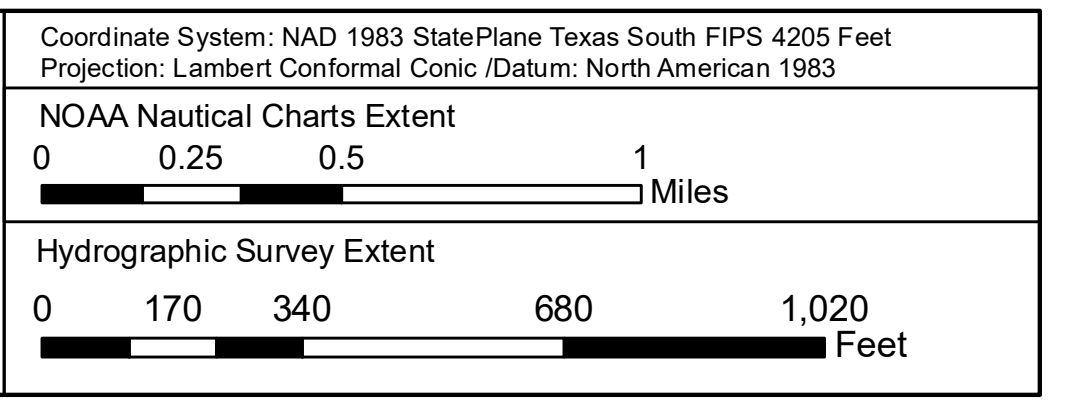 Coordinate System: NAD 1983 StatePlane Texas South FIPS 4205 Feet
Projection: Lambert Conformal Conic /Datum: North American 1983
NOAA Nautical Charts Extent
0 0.25 0.5 1
Miles
Hydrographic Survey Extent
0 170 340 680 1,020
Feet